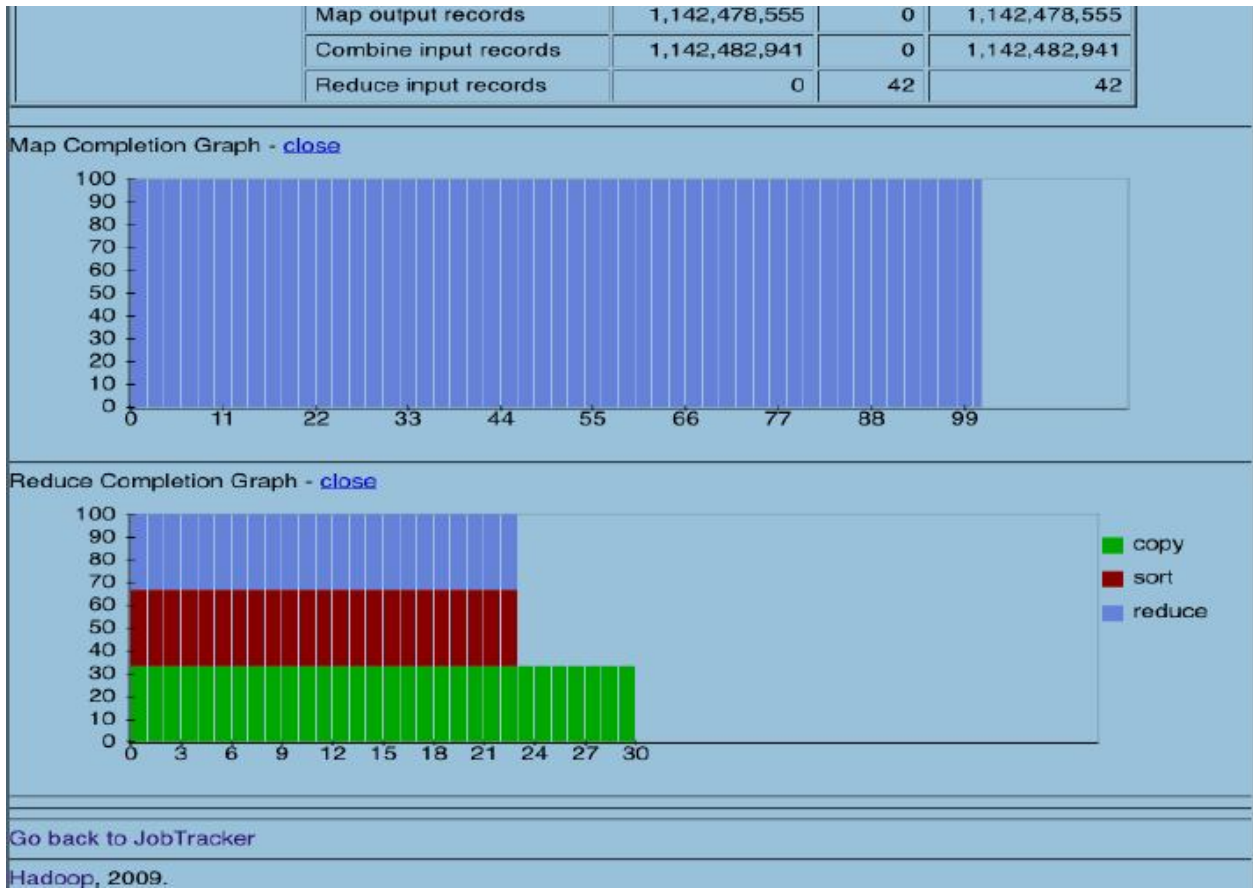 Map output records 1,142,478,555 0 1,142,478,555
Combine input records 1,142,482,941 0 1,142,482,941
Reduce input records 0 42 42
Map Completion Graph - close
100
90
80
70
60
50
40
30
20
10
0
0 11 22 33 44 55 66 77 88 99
Reduce Completion Graph - close
100
90
80
70
60
50
40
30
20
10
0
0 3 6 9 12 15 18 21 24 27 30
copy
sort
reduce
Go back to JobTracker
Hadoop, 2009.